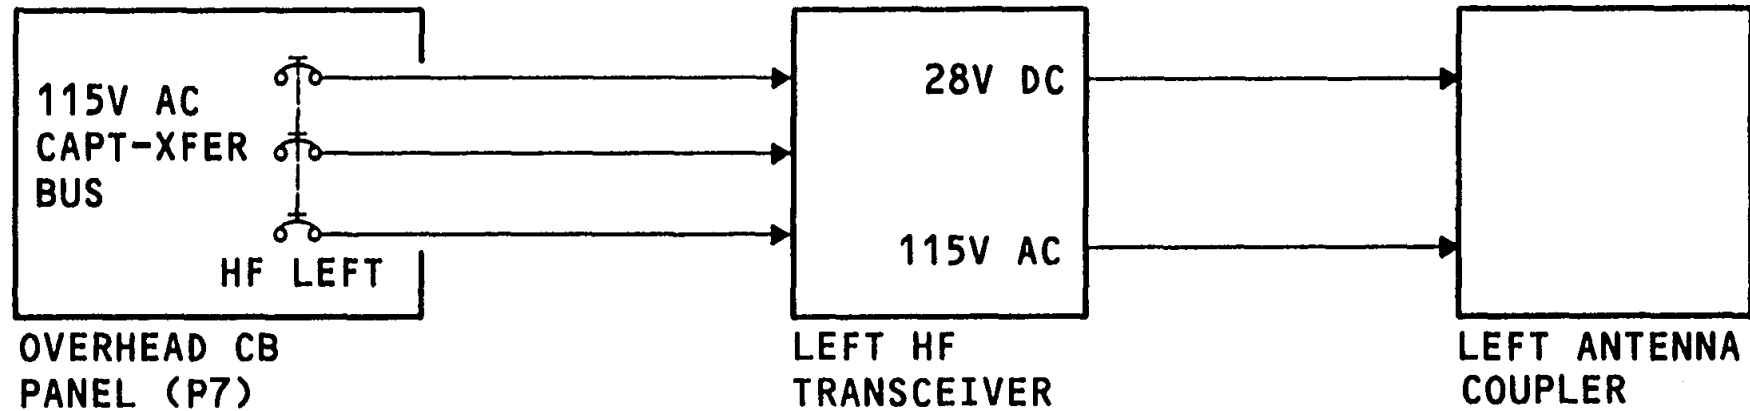 115V AC
CAPT-XFER
BUS
HF LEFT
OVERHEAD CB
PANEL (P7)
28V DC
115V AC
LEFT HF
TRANSCEIVER
LEFT ANTENNA
COUPLER